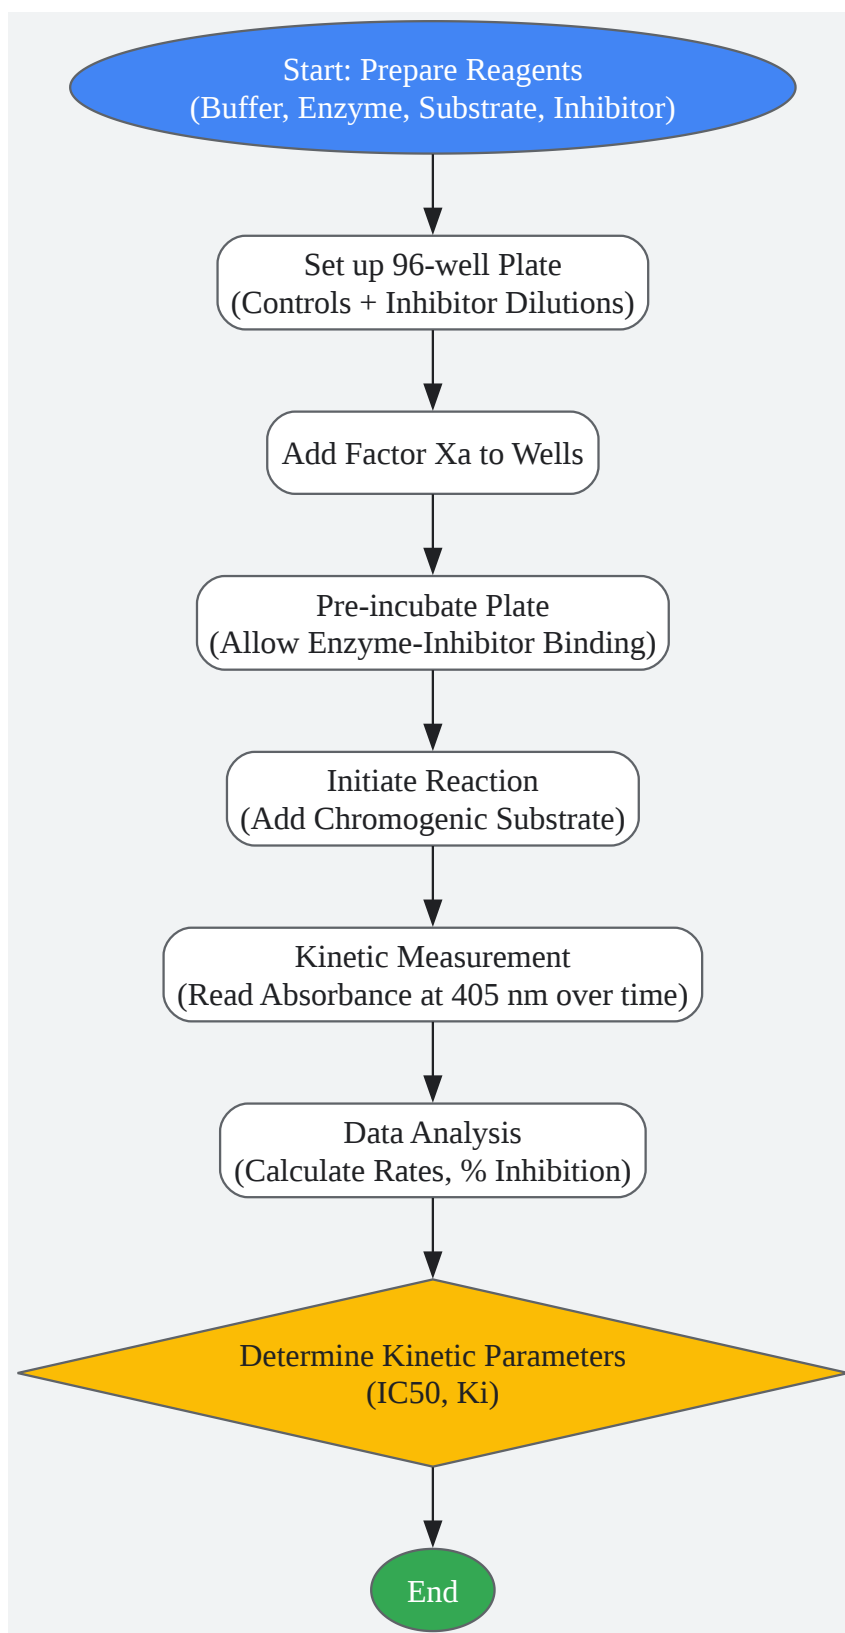 Start: Prepare Reagents
(Buffer, Enzyme, Substrate, Inhibitor)
Set up 96-well Plate
(Controls + Inhibitor Dilutions)
Add Factor Xa to Wells
Pre-incubate Plate
(Allow Enzyme-Inhibitor Binding)
Initiate Reaction
(Add Chromogenic Substrate)
Kinetic Measurement
(Read Absorbance at 405 nm over time)
Data Analysis
(Calculate Rates, % Inhibition)
Determine Kinetic Parameters
(IC50, Ki)
End